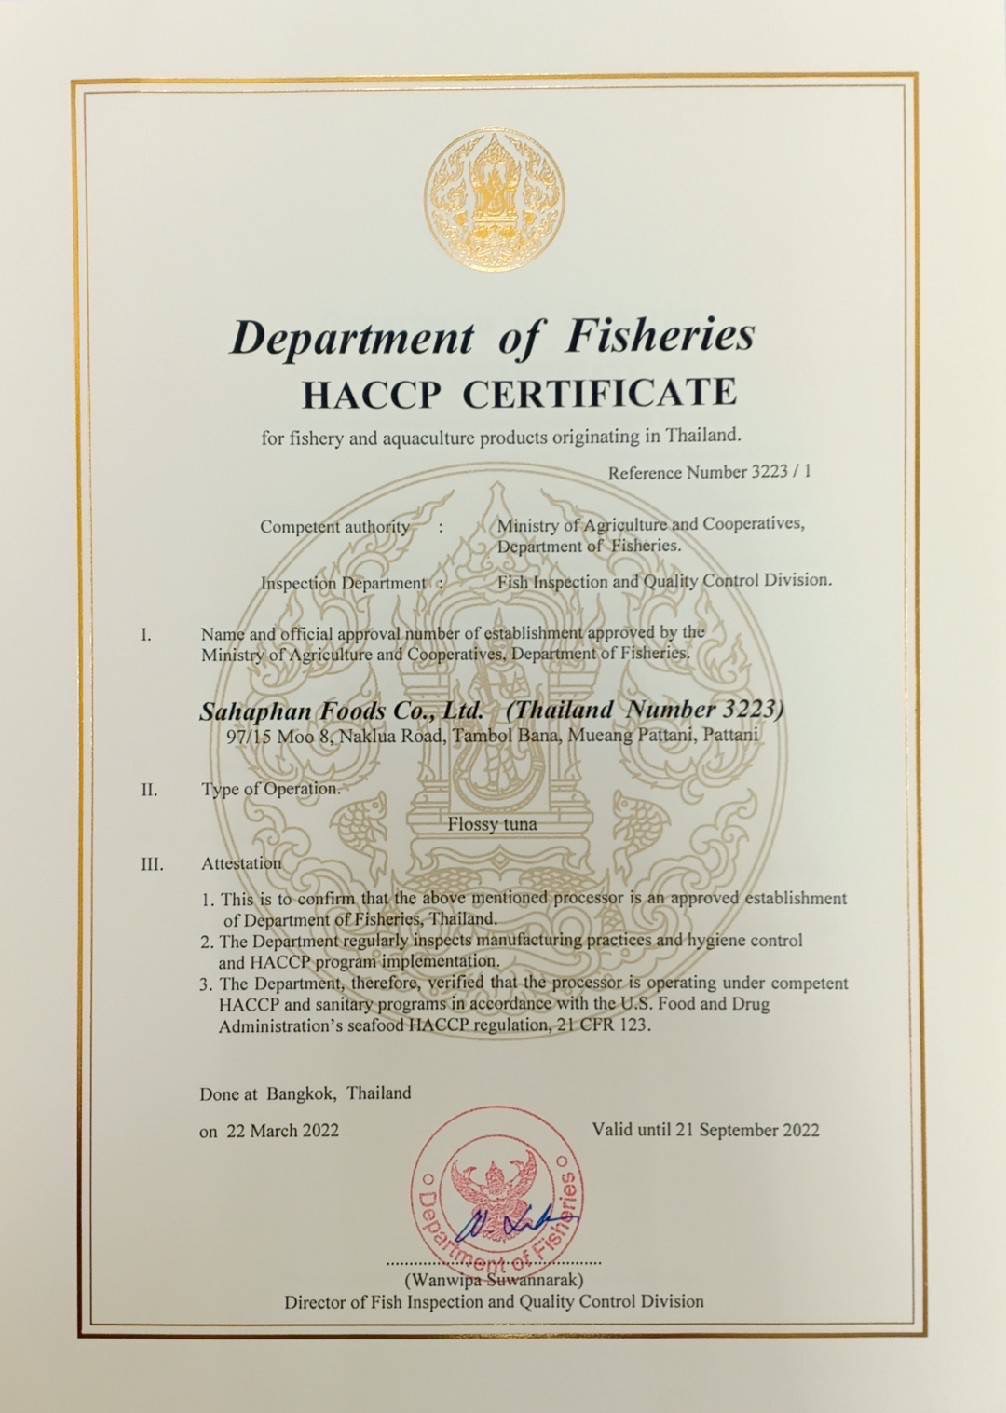 Department of Fisheries
HACCP CERTIFICATE
for fishery and aquaculture products originating in Thailand.
Reference Number 3223 / 1
Competent authority : Ministry of Agriculture and Cooperatives,
Department of Fisheries.
Inspection Department : Fish Inspection and Quality Control Division.
I. Name and official approval number of establishment approved by the
Ministry of Agriculture and Cooperatives, Department of Fisheries.
Sahaphan Foods Co., Ltd. (Thailand Number 3223)
97/15 Moo 8, Naklua Road, Tambol Bana, Mueang Pattani, Pattani
II. Type of Operation.
Flossy tuna
III. Attestation
1. This is to confirm that the above mentioned processor is an approved establishment
of Department of Fisheries, Thailand.
2. The Department regularly inspects manufacturing practices and hygiene control
and HACCP program implementation.
3. The Department, therefore, verified that the processor is operating under competent
HACCP and sanitary programs in accordance with the U.S. Food and Drug
Administration's seafood HACCP regulation, 21 CFR 123.
Done at Bangkok, Thailand
on 22 March 2022 Valid until 21 September 2022
Department of Fisheries
(Wanwipa Suwannarak)
Director of Fish Inspection and Quality Control Division